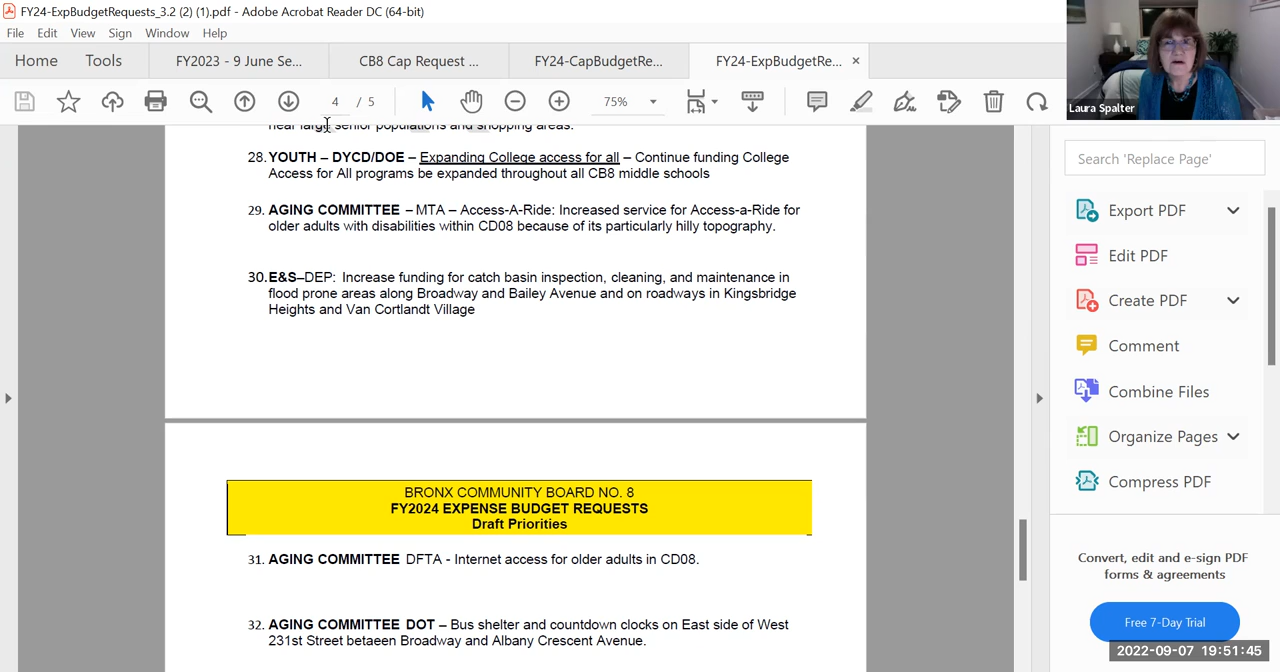 FY24-ExpBudgetRequests_3.2 (2) (1).pdf - Adobe Acrobat Reader DC (64-bit)
File Edit View Sign Window Help
Home Tools FY2023 - 9 June Se... CB8 Cap Request ... FY24-CapBudgetRe... FY24-ExpBudgetRe... ×
4 / 5 75%
Laura Spalter
near large senior populations and shopping areas.
28. YOUTH – DYCD/DOE – Expanding College access for all – Continue funding College
Access for All programs be expanded throughout all CB8 middle schools
29. AGING COMMITTEE – MTA – Access-A-Ride: Increased service for Access-a-Ride for
older adults with disabilities within CD08 because of its particularly hilly topography.
30. E&S–DEP: Increase funding for catch basin inspection, cleaning, and maintenance in
flood prone areas along Broadway and Bailey Avenue and on roadways in Kingsbridge
Heights and Van Cortlandt Village
BRONX COMMUNITY BOARD NO. 8
FY2024 EXPENSE BUDGET REQUESTS
Draft Priorities
31. AGING COMMITTEE DFTA - Internet access for older adults in CD08.
32. AGING COMMITTEE DOT – Bus shelter and countdown clocks on East side of West
231st Street betaeen Broadway and Albany Crescent Avenue.
Search 'Replace Page'
Export PDF
Edit PDF
Create PDF
Comment
Combine Files
Organize Pages
Compress PDF
Convert, edit and e-sign PDF
forms & agreements
Free 7-Day Trial
2022-09-07 19:51:45